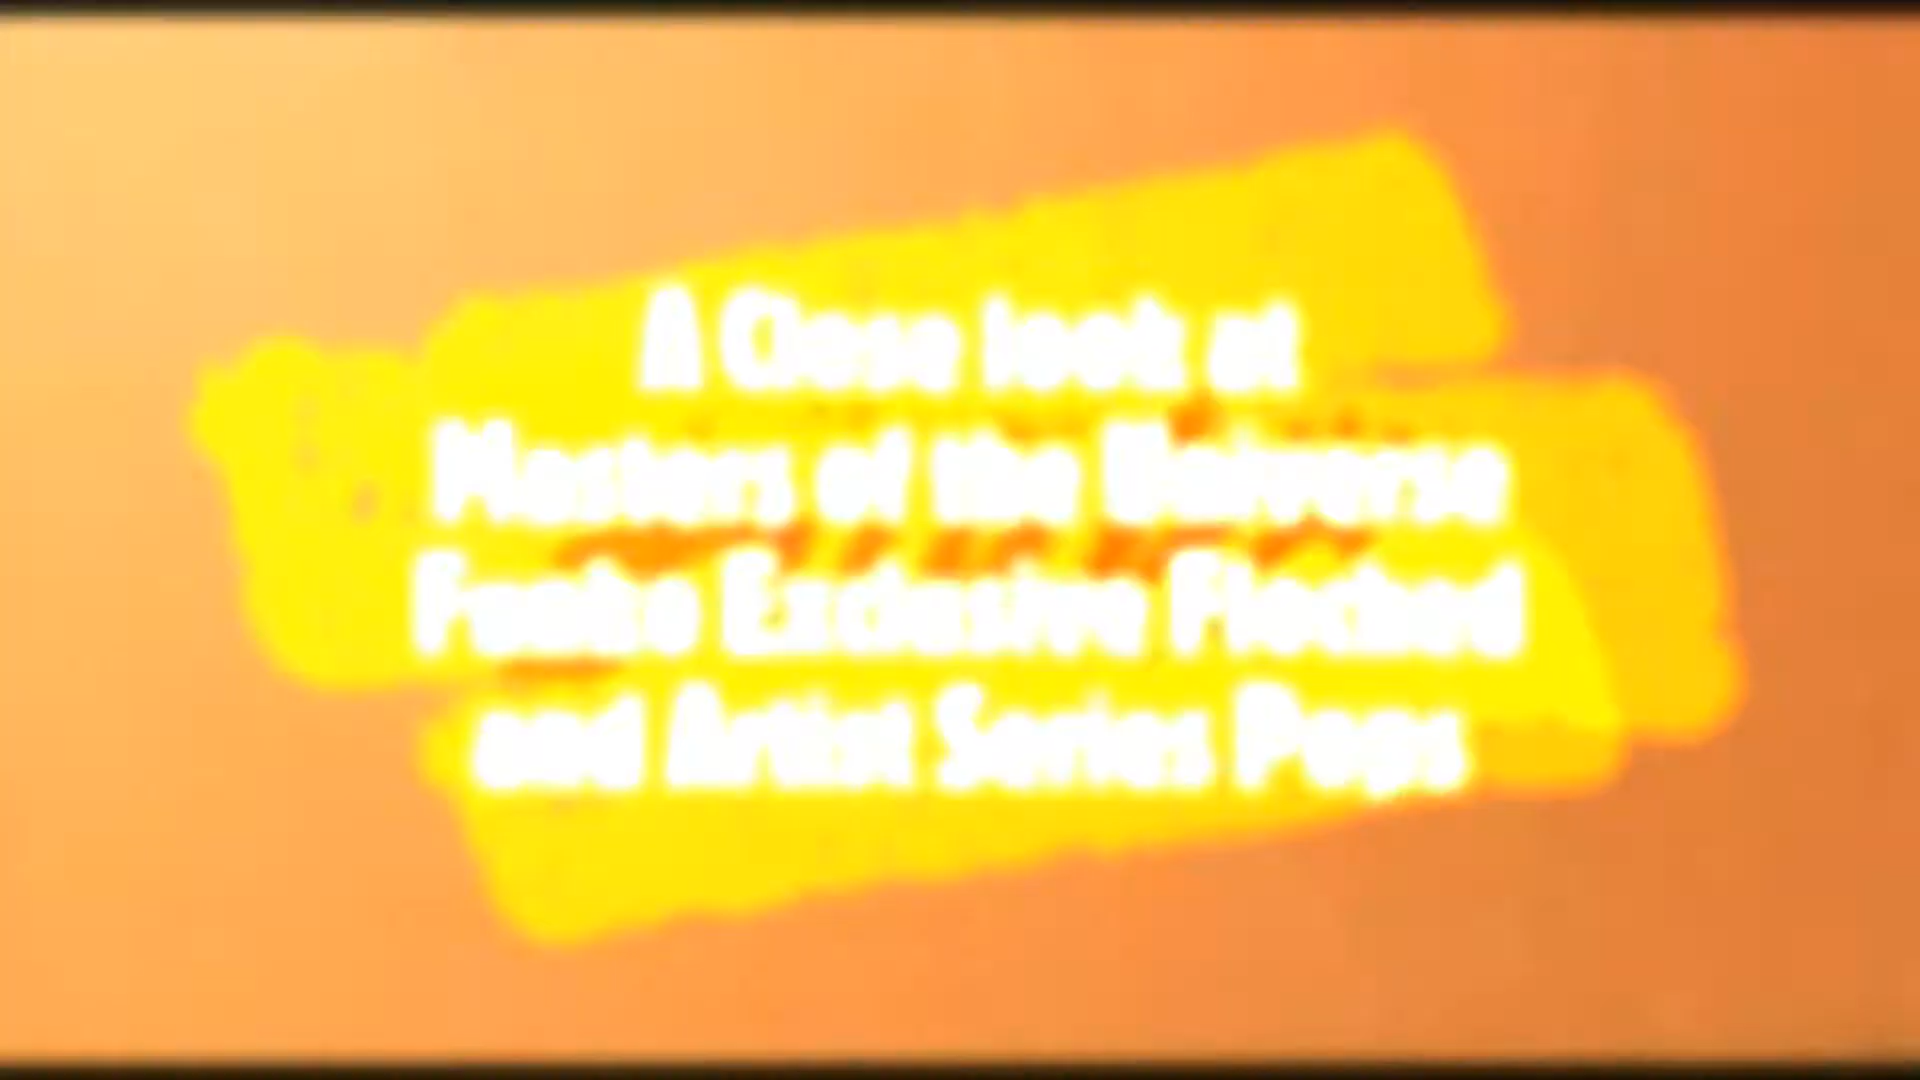 A Close look at
Masters of the Universe
Funko Exclusive Flocked
and Artist Series Pops